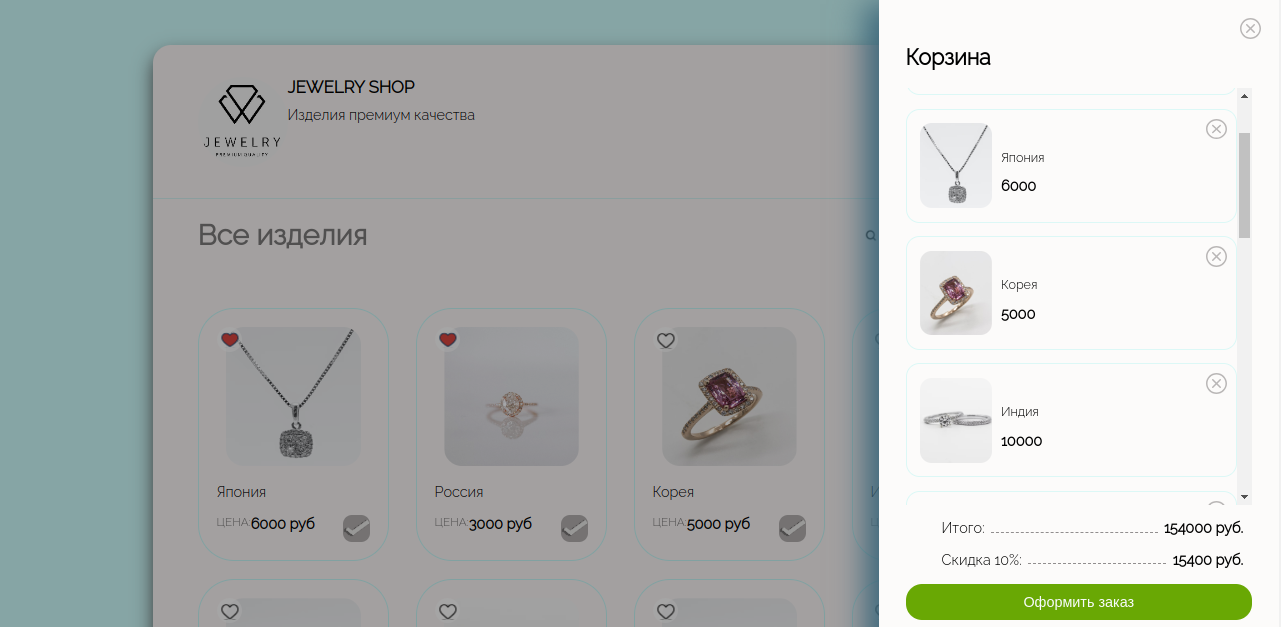 JEWELRY SHOP
Изделия премиум качества
JEWELRY
PREMIUM QUALITY
Все изделия
Япония
ЦЕНА:6000 руб
Россия
ЦЕНА:3000 руб
Корея
ЦЕНА:5000 руб
Корзина
Япония
6000
Корея
5000
Индия
10000
Итого: 154000 руб.
Скидка 10%: 15400 руб.
Оформить заказ